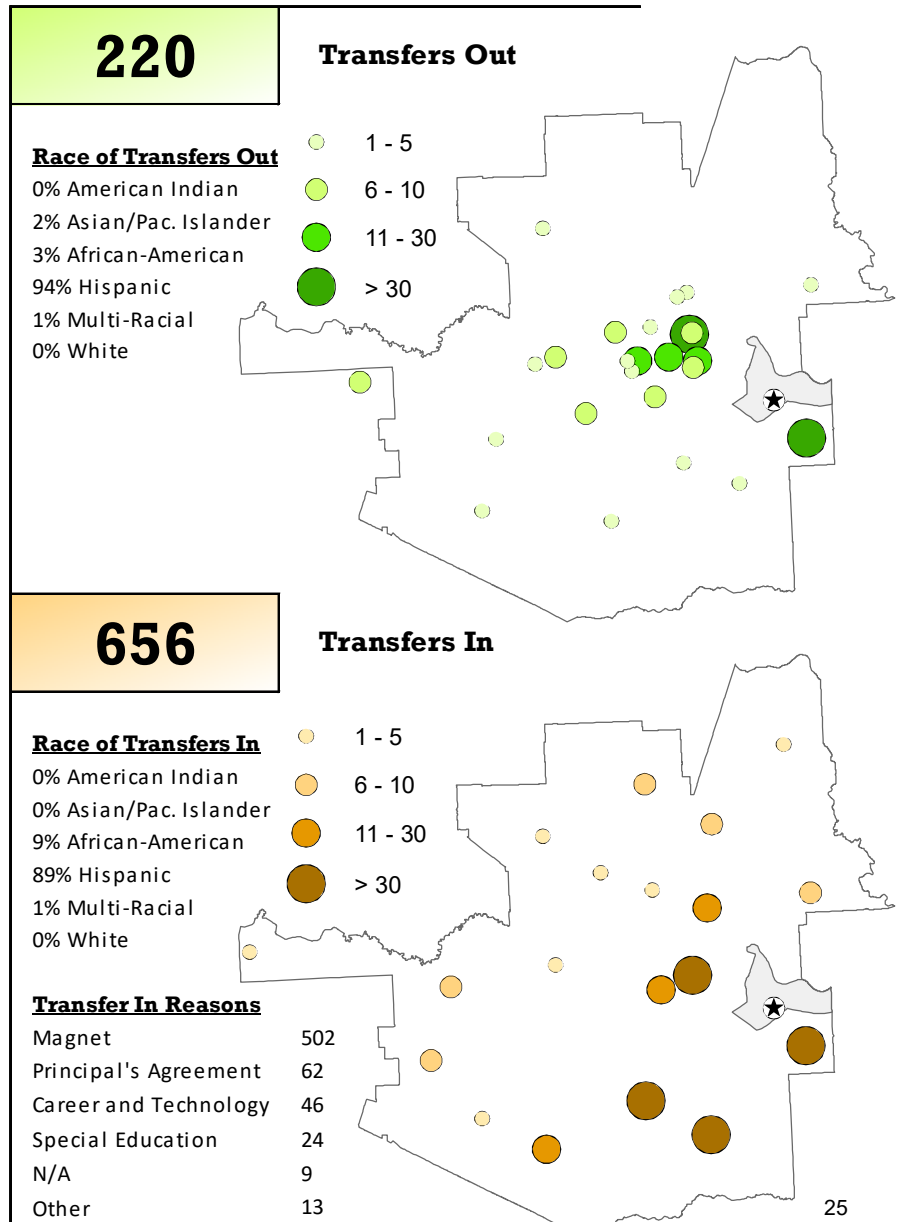 220
Transfers Out
Race of Transfers Out
0% American Indian
2% Asian/Pac. Islander
3% African-American
94% Hispanic
1% Multi-Racial
0% White
1 - 5
6 - 10
11 - 30
> 30
656
Transfers In
Race of Transfers In
0% American Indian
0% Asian/Pac. Islander
9% African-American
89% Hispanic
1% Multi-Racial
0% White
1 - 5
6 - 10
11 - 30
> 30
Transfer In Reasons
Magnet 502
Principal's Agreement 62
Career and Technology 46
Special Education 24
N/A 9
Other 13
25